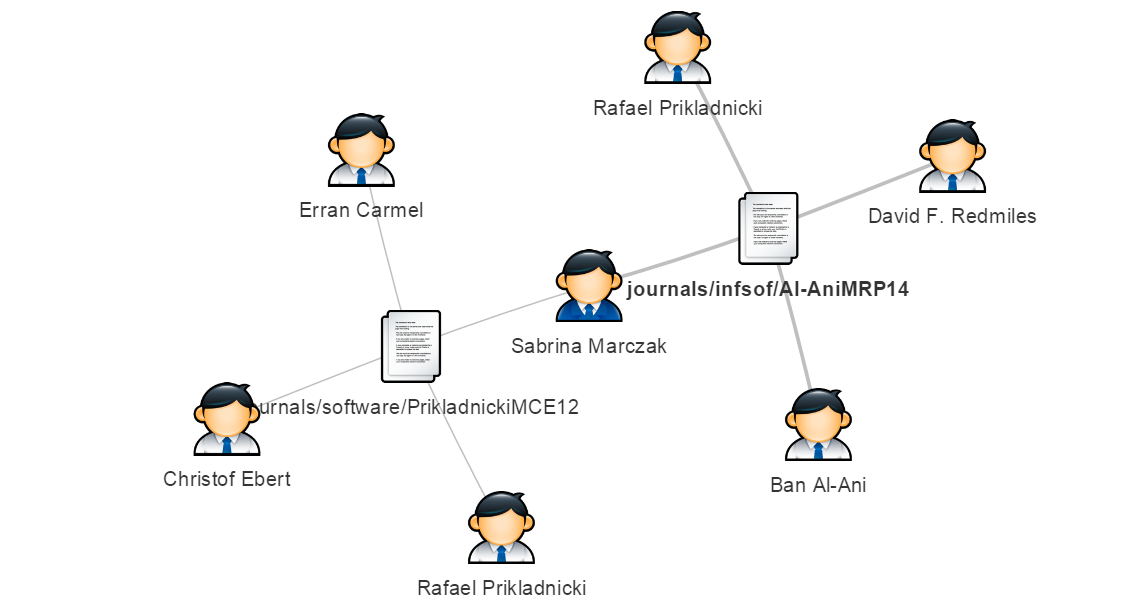 Rafael Prikladnicki
Erran Carmel
David F. Redmiles
journals/infsof/Al-AniMRP14
Sabrina Marczak
urnals/software/PrikladnickiMCE12
Christof Ebert
Ban Al-Ani
Rafael Prikladnicki